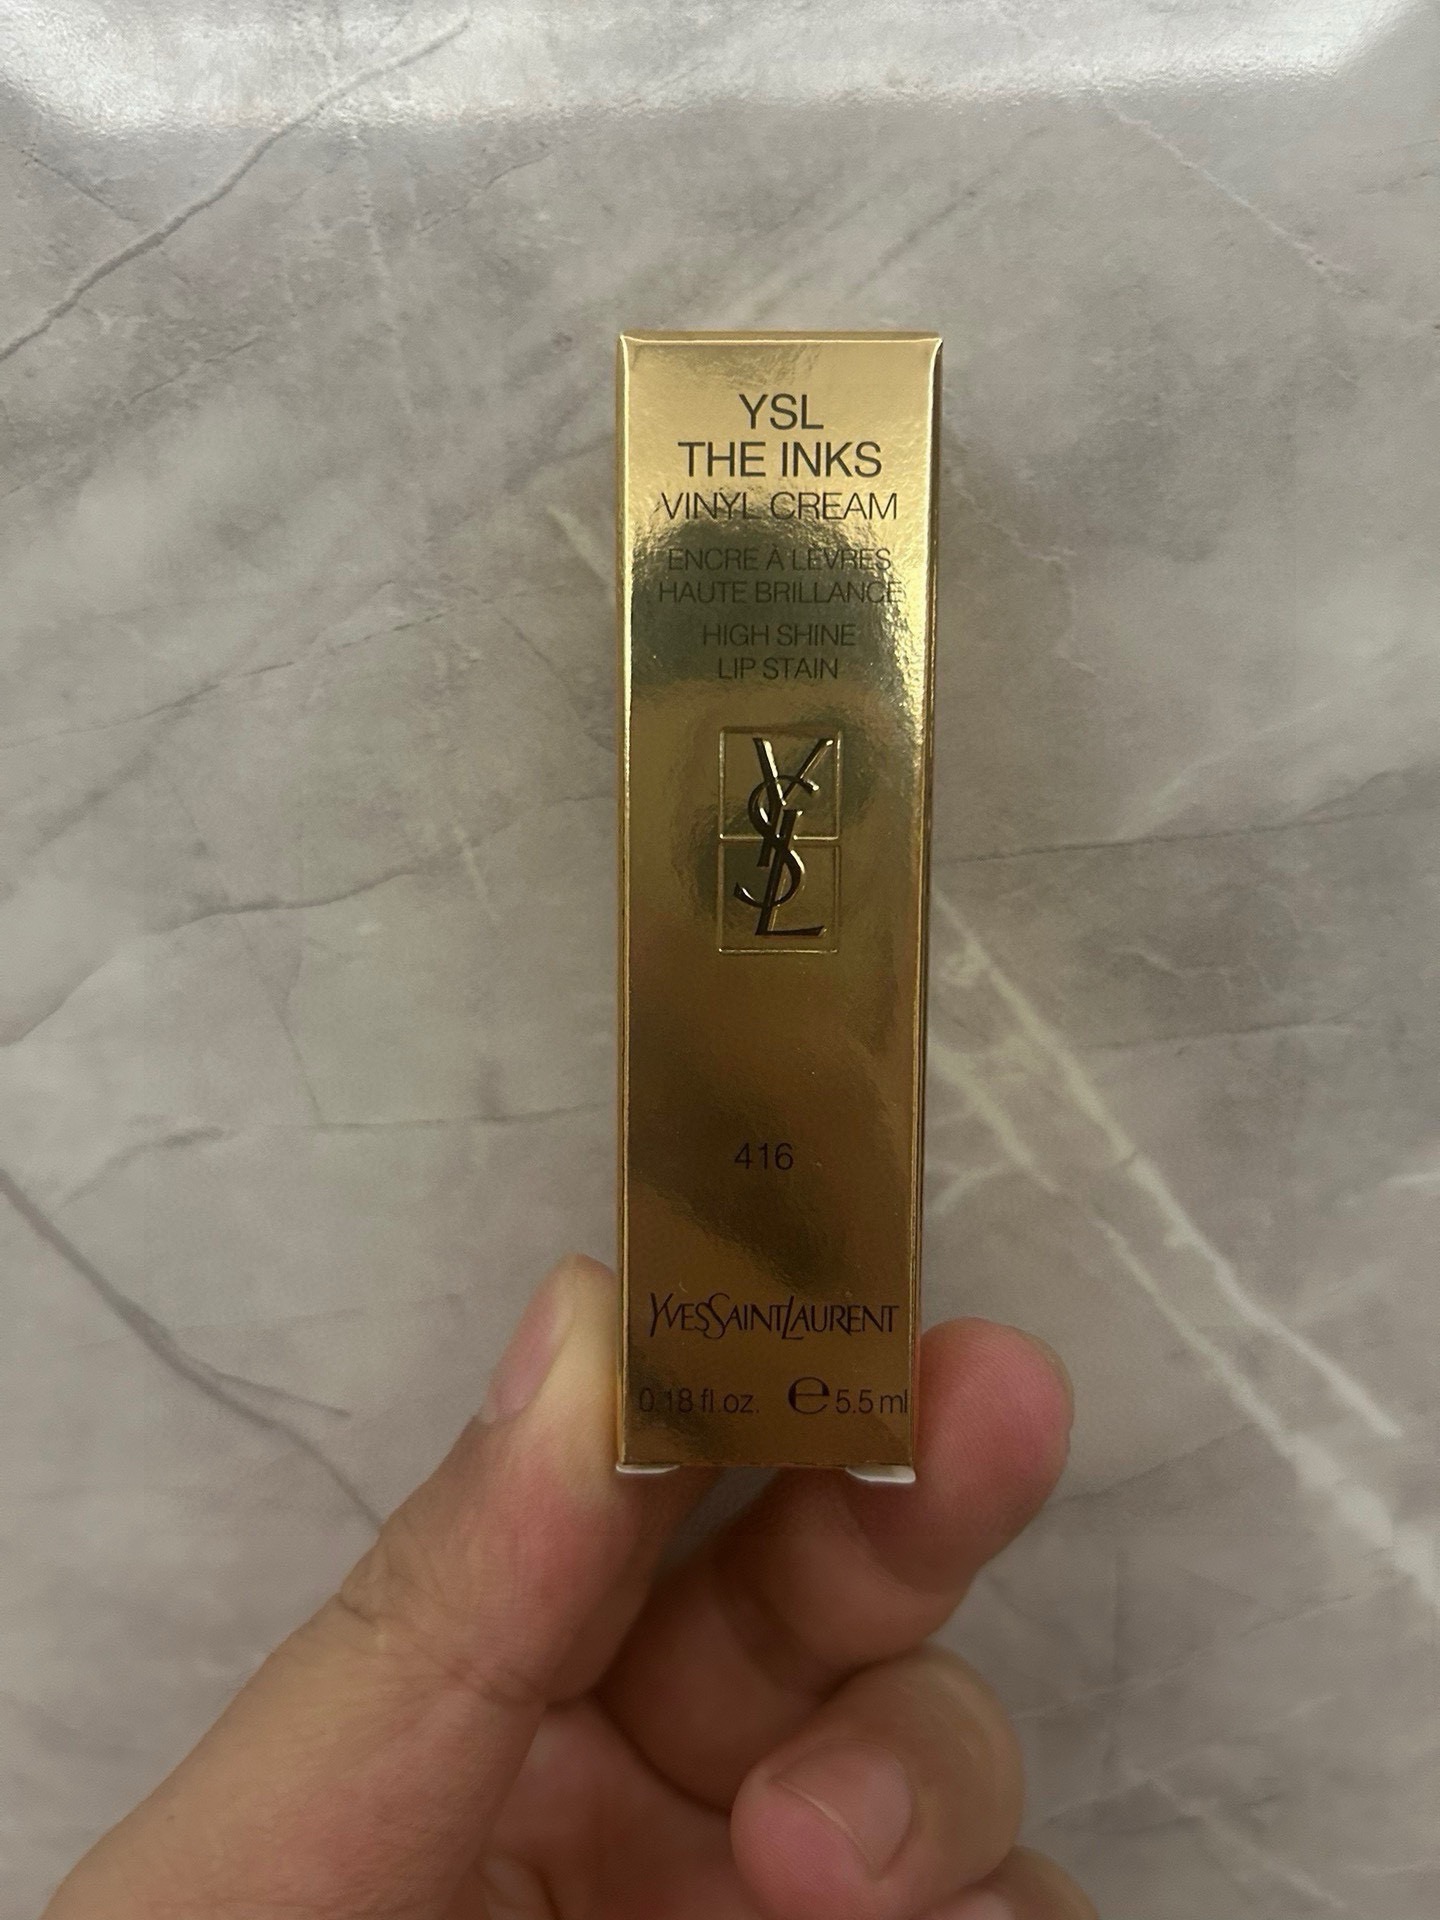 YSL
THE INKS
VINYL CREAM
ENCRE À LÈVRES
HAUTE BRILLANCE
HIGH SHINE
LIP STAIN
YSL
416
YVESSAINTLAURENT
0.18 fl.oz. ℮ 5.5 ml